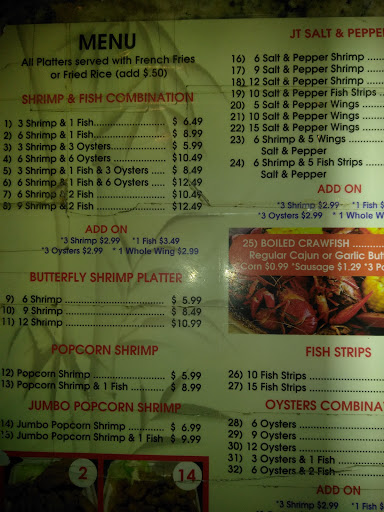 MENU
All Platters served with French Fries
or Fried Rice (add $.50)
SHRIMP & FISH COMBINATION
1) 3 Shrimp & 1 Fish ........ $ 6.49
2) 6 Shrimp & 1 Fish ........ $ 8.99
3) 3 Shrimp & 3 Oysters ........ $ 5.99
4) 6 Shrimp & 6 Oysters ........ $10.49
5) 3 Shrimp & 1 Fish & 3 Oysters ..... $ 8.49
6) 6 Shrimp & 1 Fish & 6 Oysters ..... $12.49
7) 6 Shrimp & 2 Fish ........ $10.49
8) 9 Shrimp & 2 Fish ........ $12.49
ADD ON
*3 Shrimp $2.99 *1 Fish $3.49
*3 Oysters $2.99 *1 Whole Wing $2.99
BUTTERFLY SHRIMP PLATTER
9) 6 Shrimp ........ $ 5.99
10) 9 Shrimp ........ $ 8.49
11) 12 Shrimp ........ $10.99
POPCORN SHRIMP
12) Popcorn Shrimp ........ $ 5.99
13) Popcorn Shrimp & 1 Fish ........ $ 8.99
JUMBO POPCORN SHRIMP
14) Jumbo Popcorn Shrimp ........ $ 6.99
15) Jumbo Popcorn Shrimp & 1 Fish $ 9.99
2
14
JT SALT & PEPPER
16) 6 Salt & Pepper Shrimp ........
17) 9 Salt & Pepper Shrimp ........
18) 12 Salt & Pepper Shrimp ........
19) 10 Salt & Pepper Fish Strips ...
20) 5 Salt & Pepper Wings ........
21) 10 Salt & Pepper Wings ........
22) 15 Salt & Pepper Wings ........
23) 6 Shrimp & 5 Wings ........
Salt & Pepper
24) 6 Shrimp & 5 Fish Strips ........
Salt & Pepper
ADD ON
*3 Shrimp $2.99 *1 Fish $
*3 Oysters $2.99 *1 Whole W
25) BOILED CRAWFISH ........
Regular Cajun or Garlic But
*Corn $0.99 *Sausage $1.29 *3 Po
FISH STRIPS
26) 10 Fish Strips ........
27) 15 Fish Strips ........
OYSTERS COMBINA
28) 6 Oysters ........
29) 9 Oysters ........
30) 12 Oysters ........
31) 3 Oysters & 1 Fish ........
32) 6 Oysters & 2 Fish ........
ADD ON
*3 Shrimp $2.99 *1 Fish $